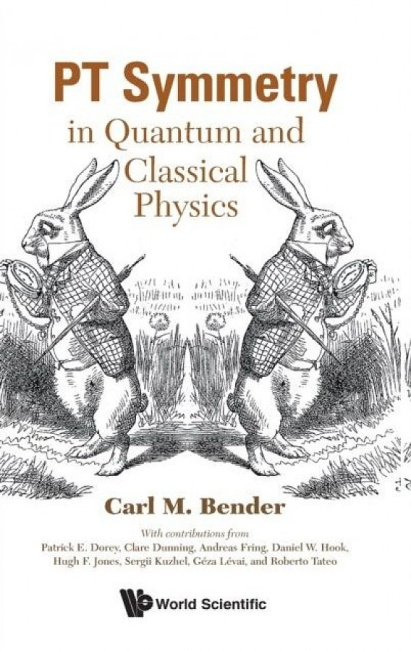 PT Symmetry
in Quantum and
Classical
Physics
Carl M. Bender
With contributions from
Patrick E. Dorey, Clare Dunning, Andreas Fring, Daniel W. Hook,
Hugh F. Jones, Sergii Kuzhel, Géza Lévai, and Roberto Tateo
World Scientific